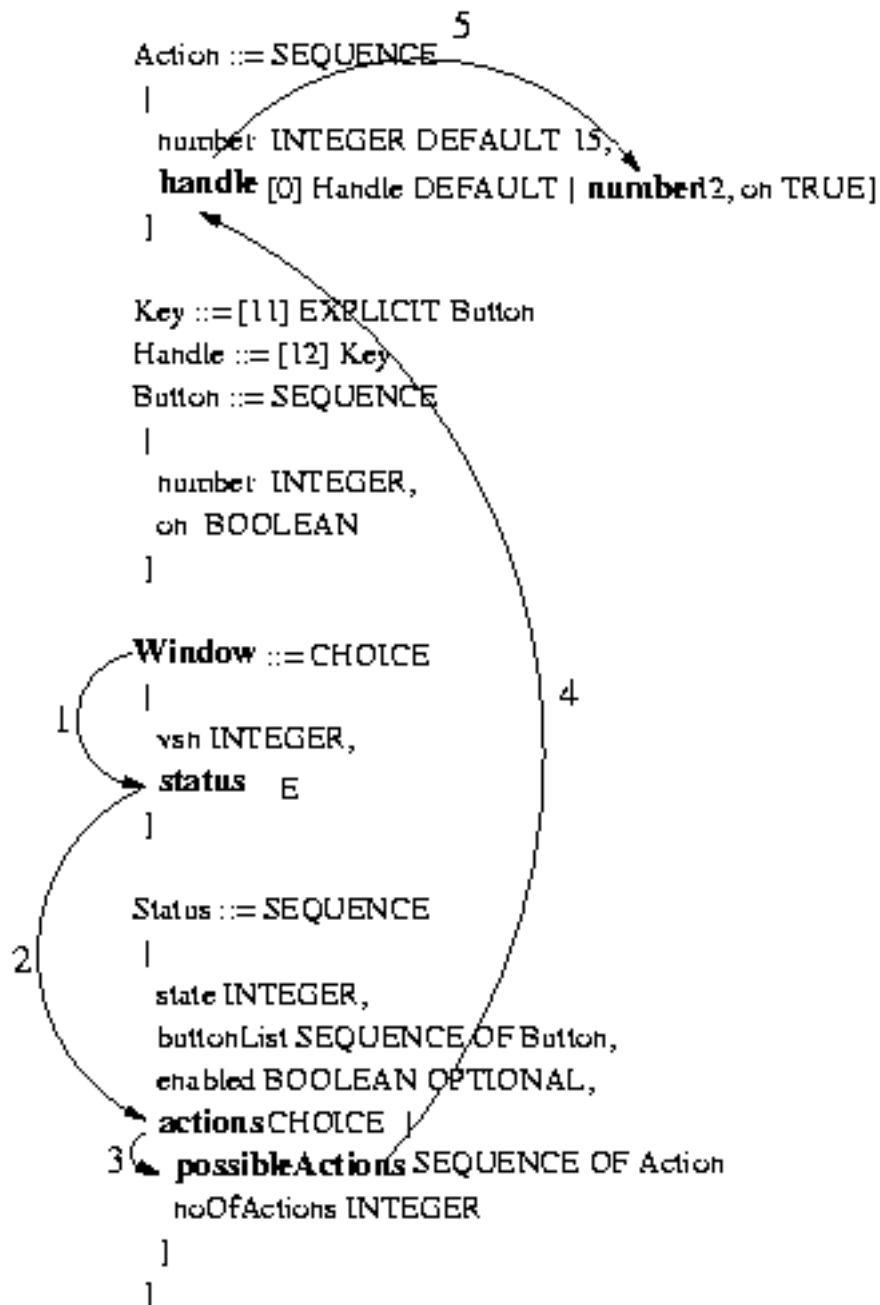 5
Action ::= SEQUENCE
|
number INTEGER DEFAULT 15,
handle [0] Handle DEFAULT | number12, on TRUE]
]
Key ::= [11] EXPLICIT Button
Handle ::= [12] Key
Button ::= SEQUENCE
|
number INTEGER,
on BOOLEAN
]
Window ::= CHOICE
4
|
1
vsn INTEGER,
status E
]
Status ::= SEQUENCE
2
|
state INTEGER,
buttonList SEQUENCE OF Button,
enabled BOOLEAN OPTIONAL,
actions CHOICE |
3 possibleActions SEQUENCE OF Action
noOfActions INTEGER
]
]